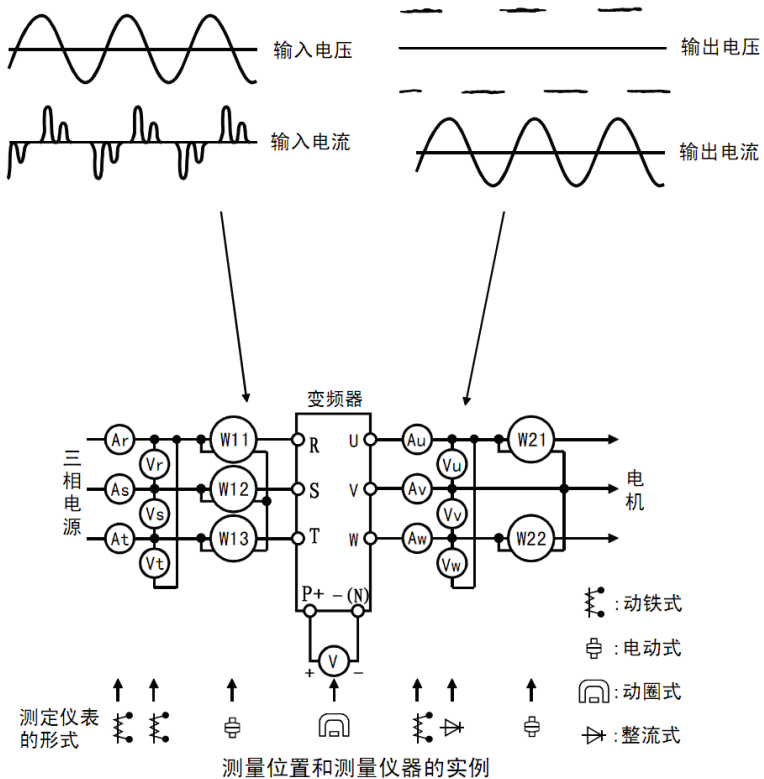 输入电压
输出电压
输入电流
输出电流
变频器
Ar
W11
R
U
Au
W21
Vr
Vu
三相电源
As
W12
S
V
Av
电机
Vs
Vv
At
W13
T
W
Aw
W22
Vt
Vw
P+ -(N)
:动铁式
+ V -
:电动式
:动圈式
测定仪表
的形式
:整流式
测量位置和测量仪器的实例